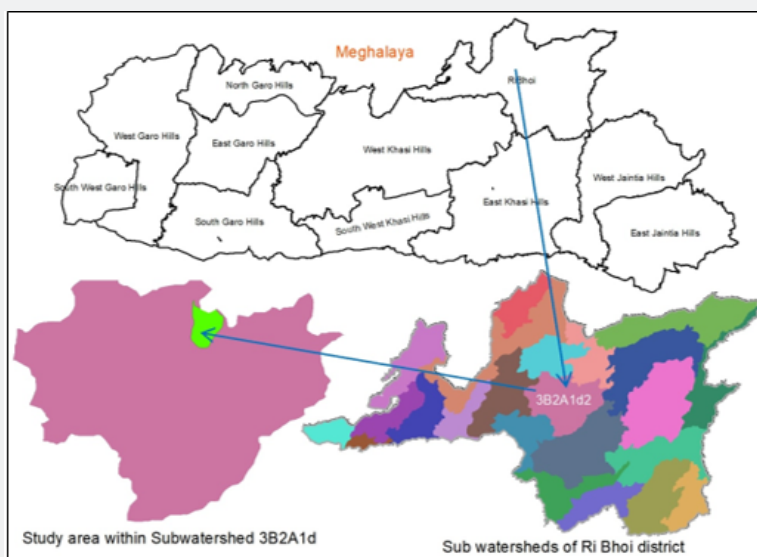 Meghalaya
North Garo Hills
RiBhoi
West Garo Hills
East Garo Hills
West Khasi Hills
West Jaintia Hills
South West Garo Hills
East Khasi Hills
South Garo Hills
South West Khasi Hills
East Jaintia Hills
3B2A1d2
Study area within Subwatershed 3B2A1d
Sub watersheds of Ri Bhoi district